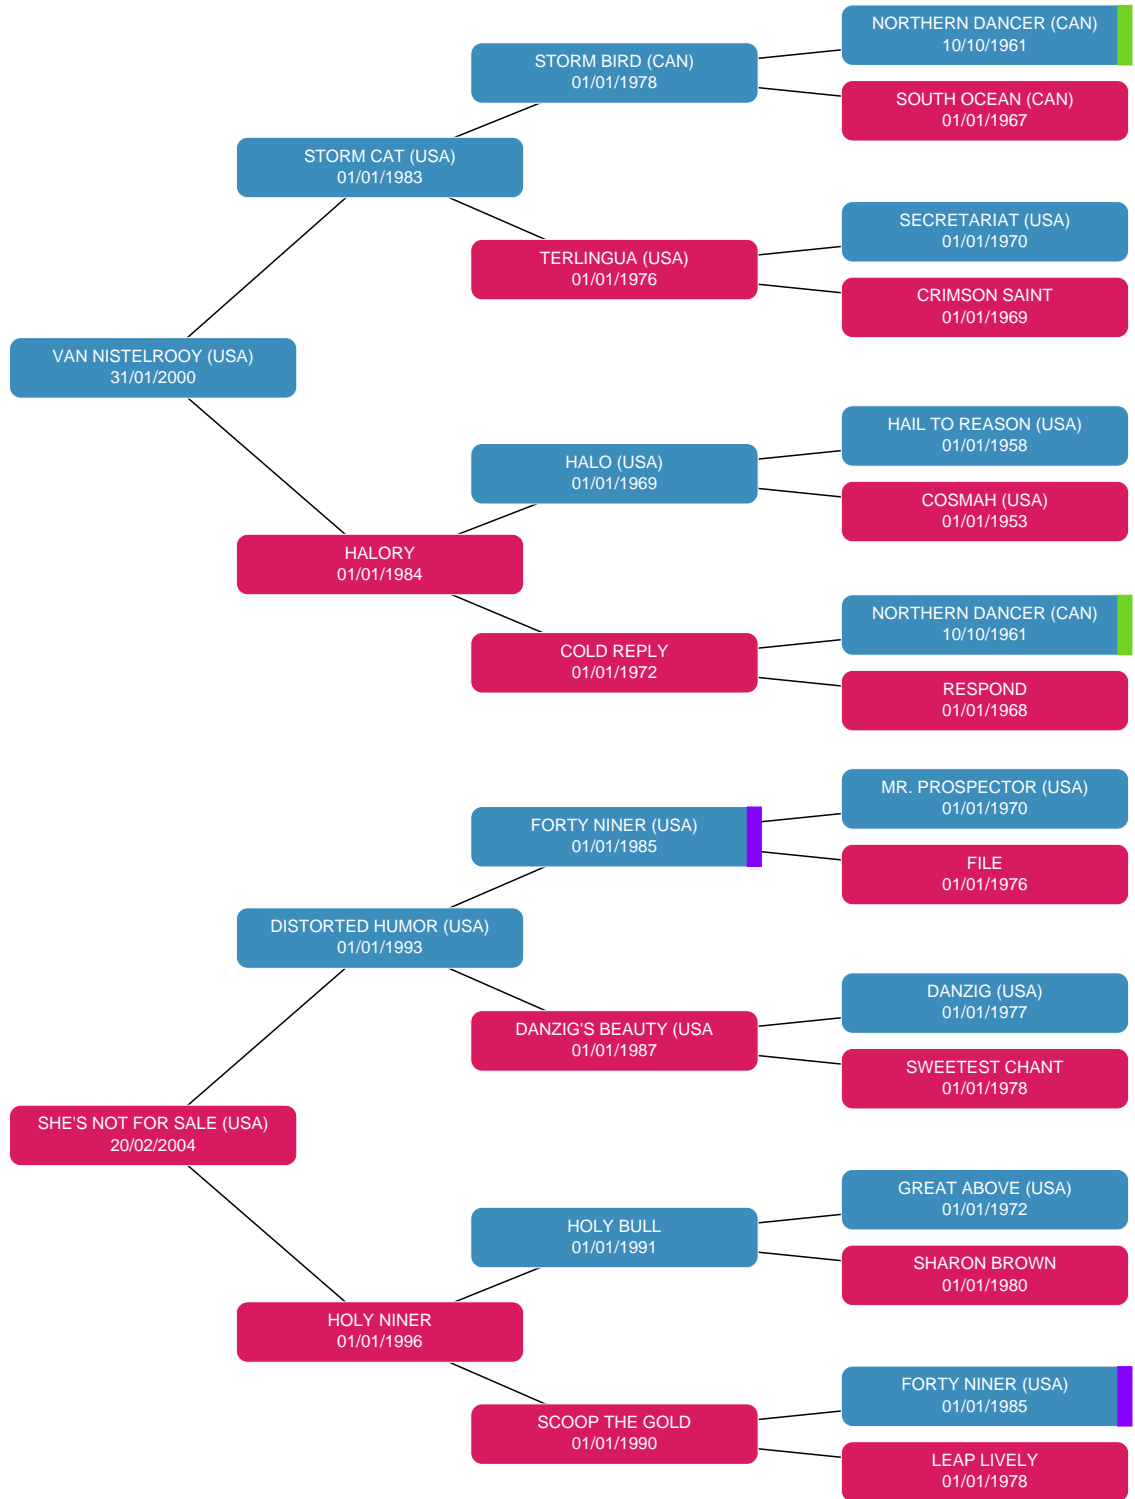 NORTHERN DANCER (CAN)
10/10/1961
STORM BIRD (CAN)
01/01/1978
SOUTH OCEAN (CAN)
01/01/1967
STORM CAT (USA)
01/01/1983
SECRETARIAT (USA)
01/01/1970
TERLINGUA (USA)
01/01/1976
CRIMSON SAINT
01/01/1969
VAN NISTELROOY (USA)
31/01/2000
HAIL TO REASON (USA)
01/01/1958
HALO (USA)
01/01/1969
COSMAH (USA)
01/01/1953
HALORY
01/01/1984
NORTHERN DANCER (CAN)
10/10/1961
COLD REPLY
01/01/1972
RESPOND
01/01/1968
MR. PROSPECTOR (USA)
01/01/1970
FORTY NINER (USA)
01/01/1985
FILE
01/01/1976
DISTORTED HUMOR (USA)
01/01/1993
DANZIG (USA)
01/01/1977
DANZIG'S BEAUTY (USA
01/01/1987
SWEETEST CHANT
01/01/1978
SHE'S NOT FOR SALE (USA)
20/02/2004
GREAT ABOVE (USA)
01/01/1972
HOLY BULL
01/01/1991
SHARON BROWN
01/01/1980
HOLY NINER
01/01/1996
FORTY NINER (USA)
01/01/1985
SCOOP THE GOLD
01/01/1990
LEAP LIVELY
01/01/1978